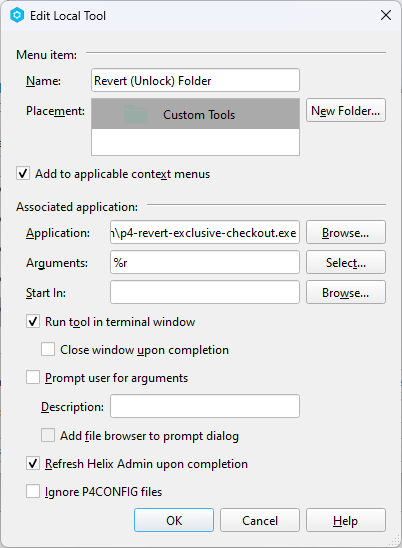 Edit Local Tool
Menu item:
Name: Revert (Unlock) Folder
Placement: Custom Tools New Folder...
Add to applicable context menus
Associated application:
Application: \p4-revert-exclusive-checkout.exe Browse...
Arguments: %r Select...
Start In: Browse...
Run tool in terminal window
Close window upon completion
Prompt user for arguments
Description:
Add file browser to prompt dialog
Refresh Helix Admin upon completion
Ignore P4CONFIG files
OK Cancel Help